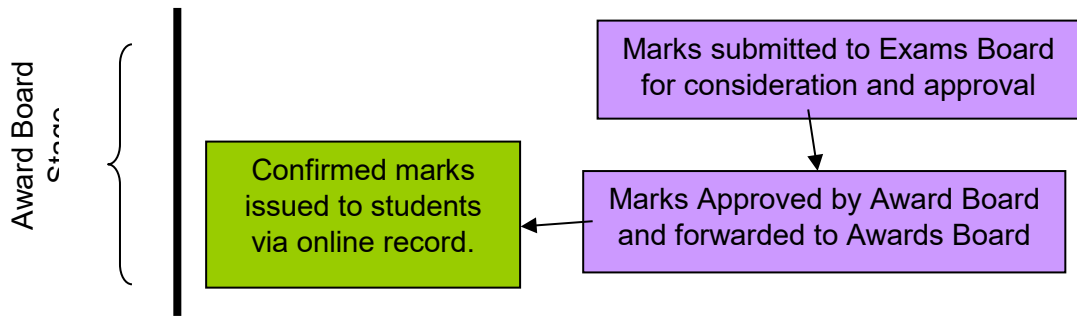 Award Board
Marks submitted to Exams Board
for consideration and approval
Confirmed marks
issued to students
via online record.
Marks Approved by Award Board
and forwarded to Awards Board